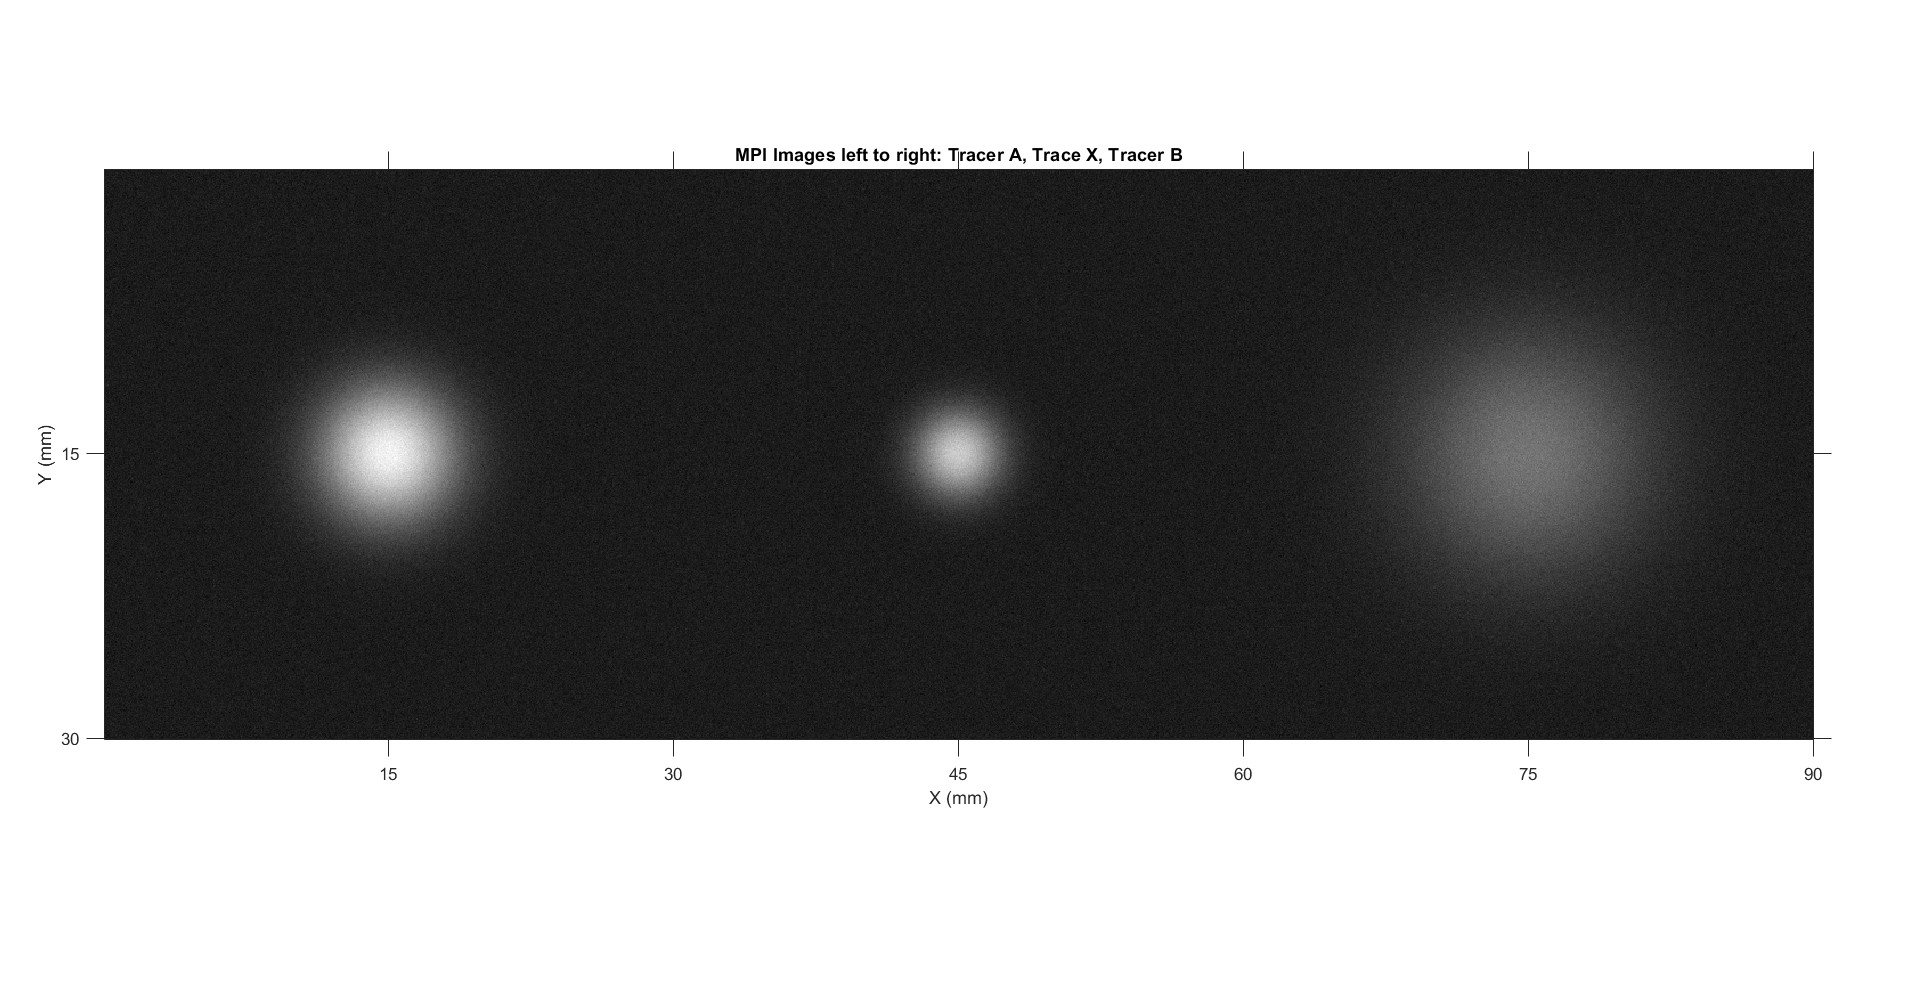 MPI Images left to right: Tracer A, Trace X, Tracer B
Y (mm)
15
30
15 30 45 60 75 90
X (mm)